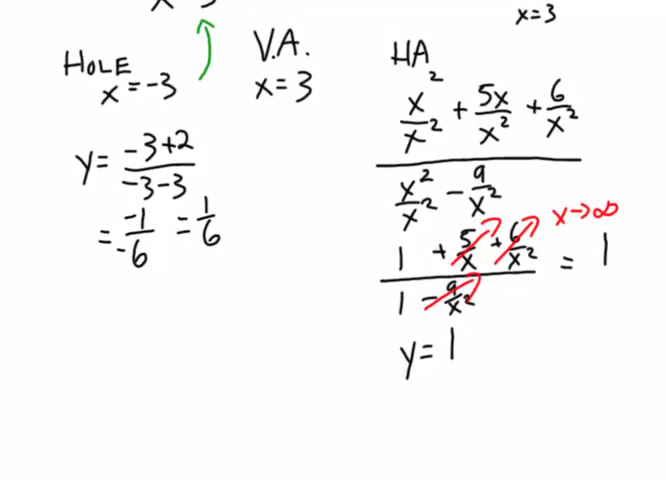 x=3
HOLE
x=-3
V.A.
x=3
HA
x²/x² + 5x/x² + 6/x²
x²/x² - 9/x²
y= -3+2/-3-3
= -1/-6 = 1/6
x→∞
1 + 5/x + 6/x²
1 - 9/x²
= 1
y=1